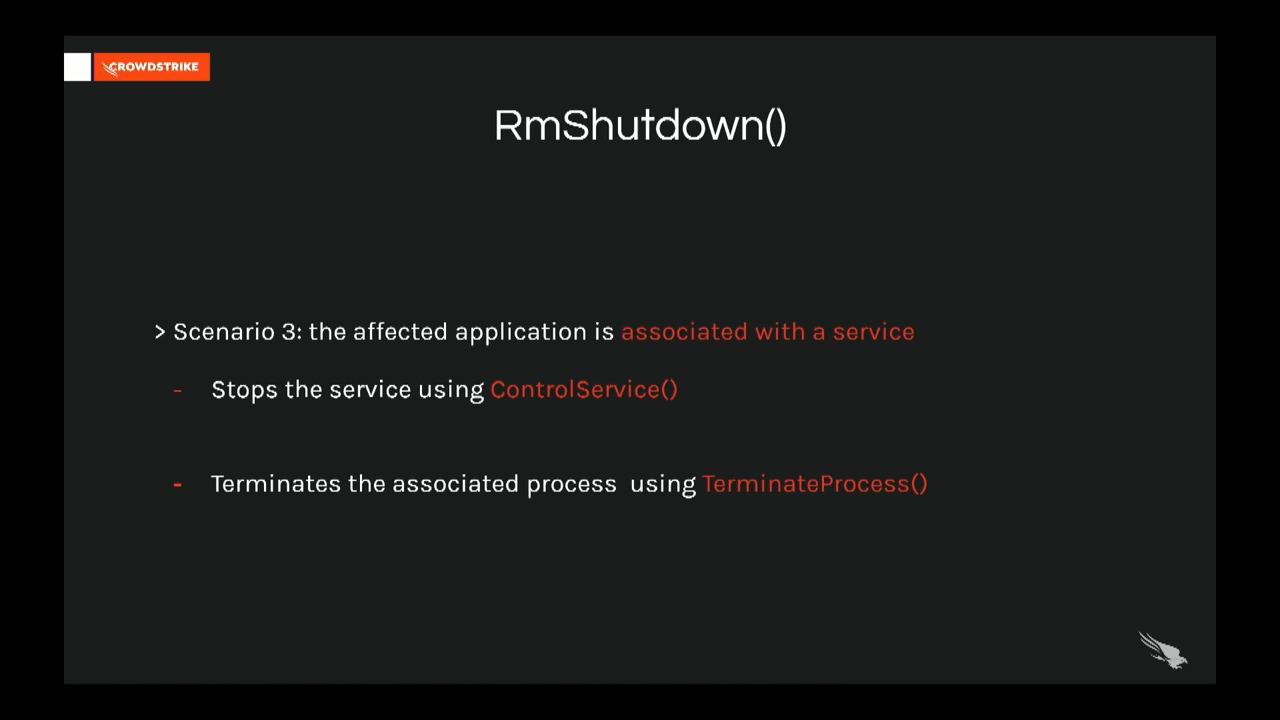 CROWDSTRIKE
RmShutdown()
> Scenario 3: the affected application is associated with a service
- Stops the service using ControlService()
- Terminates the associated process  using TerminateProcess()